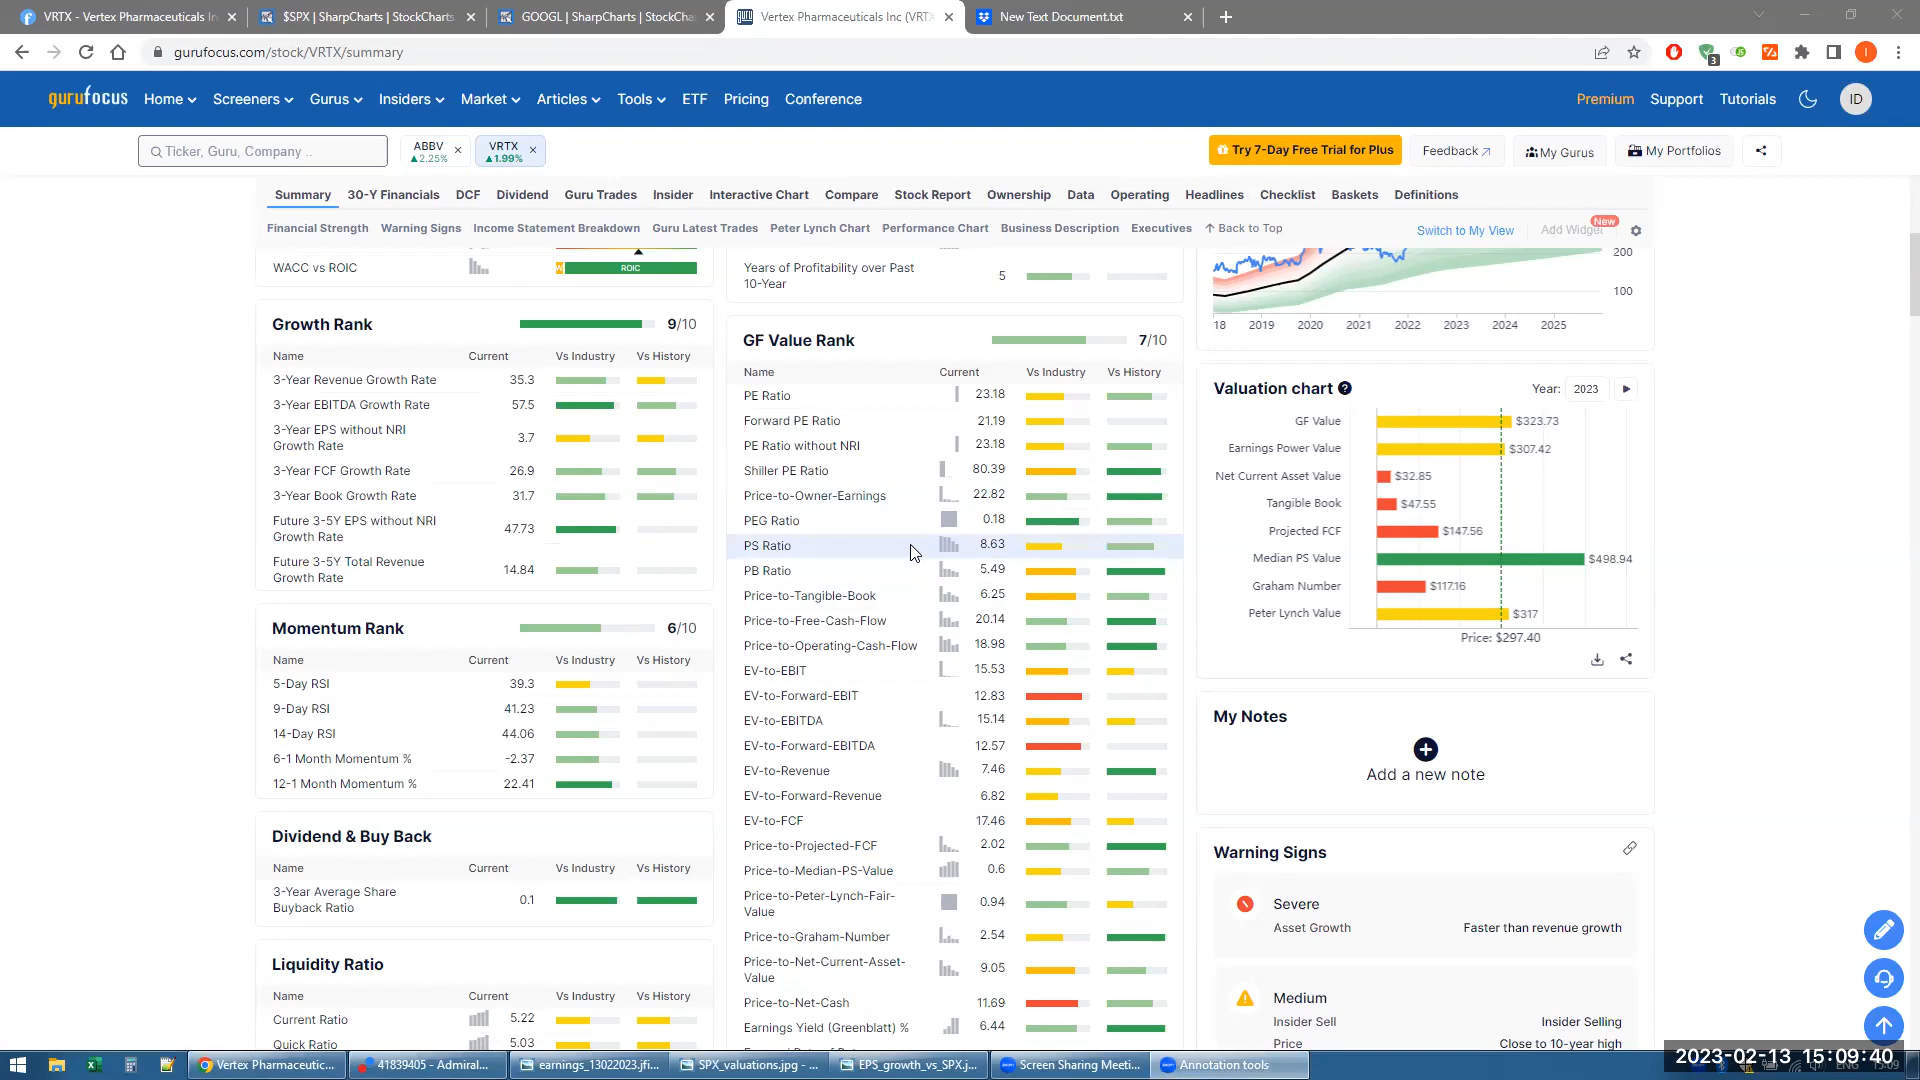 VRTX - Vertex Pharmaceuticals In
$SPX | SharpCharts | StockCharts
GOOGL | SharpCharts | StockCha
Vertex Pharmaceuticals Inc (VRTX
New Text Document.txt
gurufocus.com/stock/VRTX/summary
3
I
gurufocus
Home
Screeners
Gurus
Insiders
Market
Articles
Tools
ETF
Pricing
Conference
Premium
Support
Tutorials
ID
Ticker, Guru, Company ..
ABBV
▲2.25%
VRTX
▲1.99%
Try 7-Day Free Trial for Plus
Feedback
My Gurus
My Portfolios
Summary
30-Y Financials
DCF
Dividend
Guru Trades
Insider
Interactive Chart
Compare
Stock Report
Ownership
Data
Operating
Headlines
Checklist
Baskets
Definitions
Financial Strength
Warning Signs
Income Statement Breakdown
Guru Latest Trades
Peter Lynch Chart
Performance Chart
Business Description
Executives
Back to Top
Switch to My View
Add Widget
New
WACC vs ROIC
W
ROIC
Growth Rank 9/10
Name Current Vs Industry Vs History
3-Year Revenue Growth Rate 35.3
3-Year EBITDA Growth Rate 57.5
3-Year EPS without NRI
Growth Rate 3.7
3-Year FCF Growth Rate 26.9
3-Year Book Growth Rate 31.7
Future 3-5Y EPS without NRI
Growth Rate 47.73
Future 3-5Y Total Revenue
Growth Rate 14.84
Momentum Rank 6/10
Name Current Vs Industry Vs History
5-Day RSI 39.3
9-Day RSI 41.23
14-Day RSI 44.06
6-1 Month Momentum % -2.37
12-1 Month Momentum % 22.41
Dividend & Buy Back
Name Current Vs Industry Vs History
3-Year Average Share
Buyback Ratio 0.1
Liquidity Ratio
Name Current Vs Industry Vs History
Current Ratio 5.22
Quick Ratio 5.03
Years of Profitability over Past
10-Year 5
GF Value Rank 7/10
Name Current Vs Industry Vs History
PE Ratio 23.18
Forward PE Ratio 21.19
PE Ratio without NRI 23.18
Shiller PE Ratio 80.39
Price-to-Owner-Earnings 22.82
PEG Ratio 0.18
PS Ratio 8.63
PB Ratio 5.49
Price-to-Tangible-Book 6.25
Price-to-Free-Cash-Flow 20.14
Price-to-Operating-Cash-Flow 18.98
EV-to-EBIT 15.53
EV-to-Forward-EBIT 12.83
EV-to-EBITDA 15.14
EV-to-Forward-EBITDA 12.57
EV-to-Revenue 7.46
EV-to-Forward-Revenue 6.82
EV-to-FCF 17.46
Price-to-Projected-FCF 2.02
Price-to-Median-PS-Value 0.6
Price-to-Peter-Lynch-Fair-
Value 0.94
Price-to-Graham-Number 2.54
Price-to-Net-Current-Asset-
Value 9.05
Price-to-Net-Cash 11.69
Earnings Yield (Greenblatt) % 6.44
200
100
18 2019 2020 2021 2022 2023 2024 2025
Valuation chart ?
Year: 2023
GF Value $323.73
Earnings Power Value $307.42
Net Current Asset Value $32.85
Tangible Book $47.55
Projected FCF $147.56
Median PS Value $498.94
Graham Number $117.16
Peter Lynch Value $317
Price: $297.40
My Notes
Add a new note
Warning Signs
Severe
Asset Growth Faster than revenue growth
Medium
Insider Sell Insider Selling
Price Close to 10-year high
Vertex Pharmaceutic...
41839405 - Admiral...
earnings_13022023.jfi...
SPX_valuations.jpg - ...
EPS_growth_vs_SPX.j...
Screen Sharing Meeti...
Annotation tools
2023-02-13 15:09:40